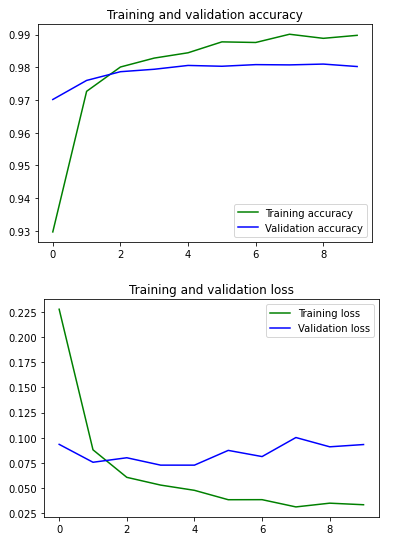 Training and validation accuracy
0.99
0.98
0.97
0.96
0.95
0.94
0.93
Training accuracy
Validation accuracy
0 2 4 6 8
Training and validation loss
0.225
0.200
0.175
0.150
0.125
0.100
0.075
0.050
0.025
Training loss
Validation loss
0 2 4 6 8